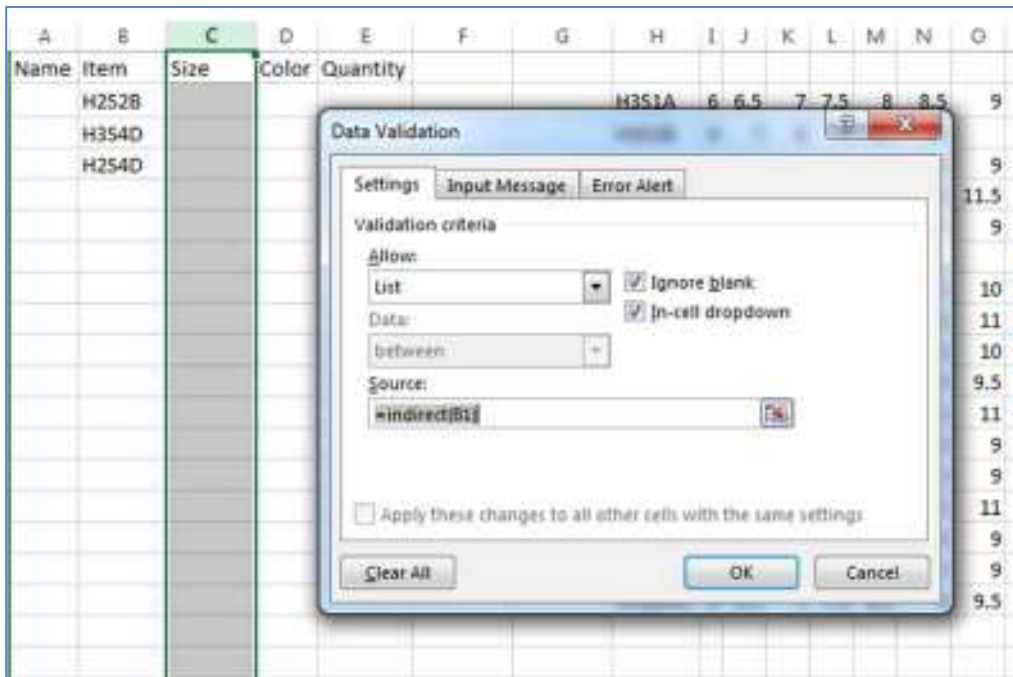 A B C D E F G H I J K L M N O
Name Item Size Color Quantity
H252B H351A 6 6.5 7 7.5 8 8.5 9
H354D
H254D 9
11.5
9
10
11
10
9.5
11
9
9
11
9
9
9.5
Data Validation
Settings Input Message Error Alert
Validation criteria
Allow:
List
Ignore blank
In-cell dropdown
Data:
between
Source:
=indirect(B1)
Apply these changes to all other cells with the same settings
Clear All OK Cancel